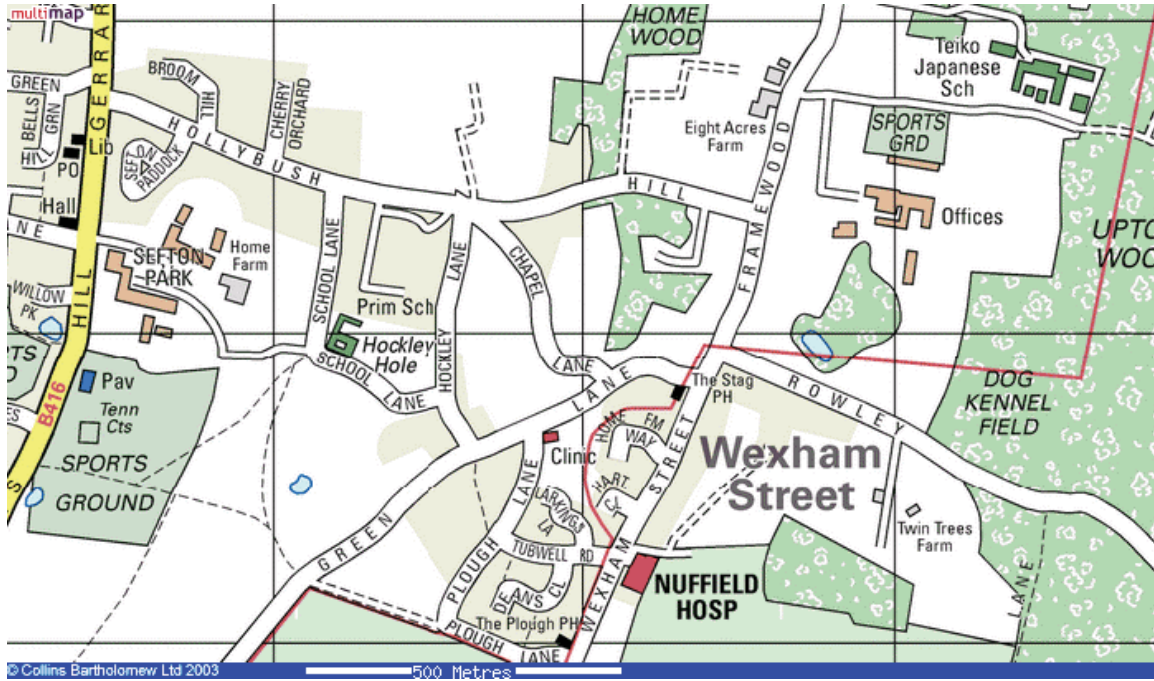 multimap
GERRAR
HOME
WOOD
Teiko
Japanese
Sch
GREEN
BROOM
HILL
CHERRY
ORCHARD
BELLS
HILL GRN
Lib
PO
SEFTON
PADDOCK
HOLLYBUSH
HILL
Eight Acres
Farm
FRAMEWOOD
SPORTS
GRD
Hall
ANE
SEFTON
PARK
Home
Farm
SCHOOL LANE
HOCKLEY LANE
CHAPEL
LANE
Offices
UPTO
WOO
WILLOW
PK
HILL
Prim Sch
Hockley
Hole
SCHOOL
LANE
B416
Pav
Tenn
Cts
SPORTS
GROUND
The Stag
PH
ROWLEY
LANE
DOG
KENNEL
FIELD
HOME FM
WAY
Clinic
HART
CL
STREET
Wexham
Street
GREEN
LANE
PLOUGH
LANE
LARKINGS
LA
TUBWELL RD
DEANS CL
WEXHAM
Twin Trees
Farm
NUFFIELD
HOSP
The Plough PH
PLOUGH
LANE
© Collins Bartholomew Ltd 2003
500 Metres